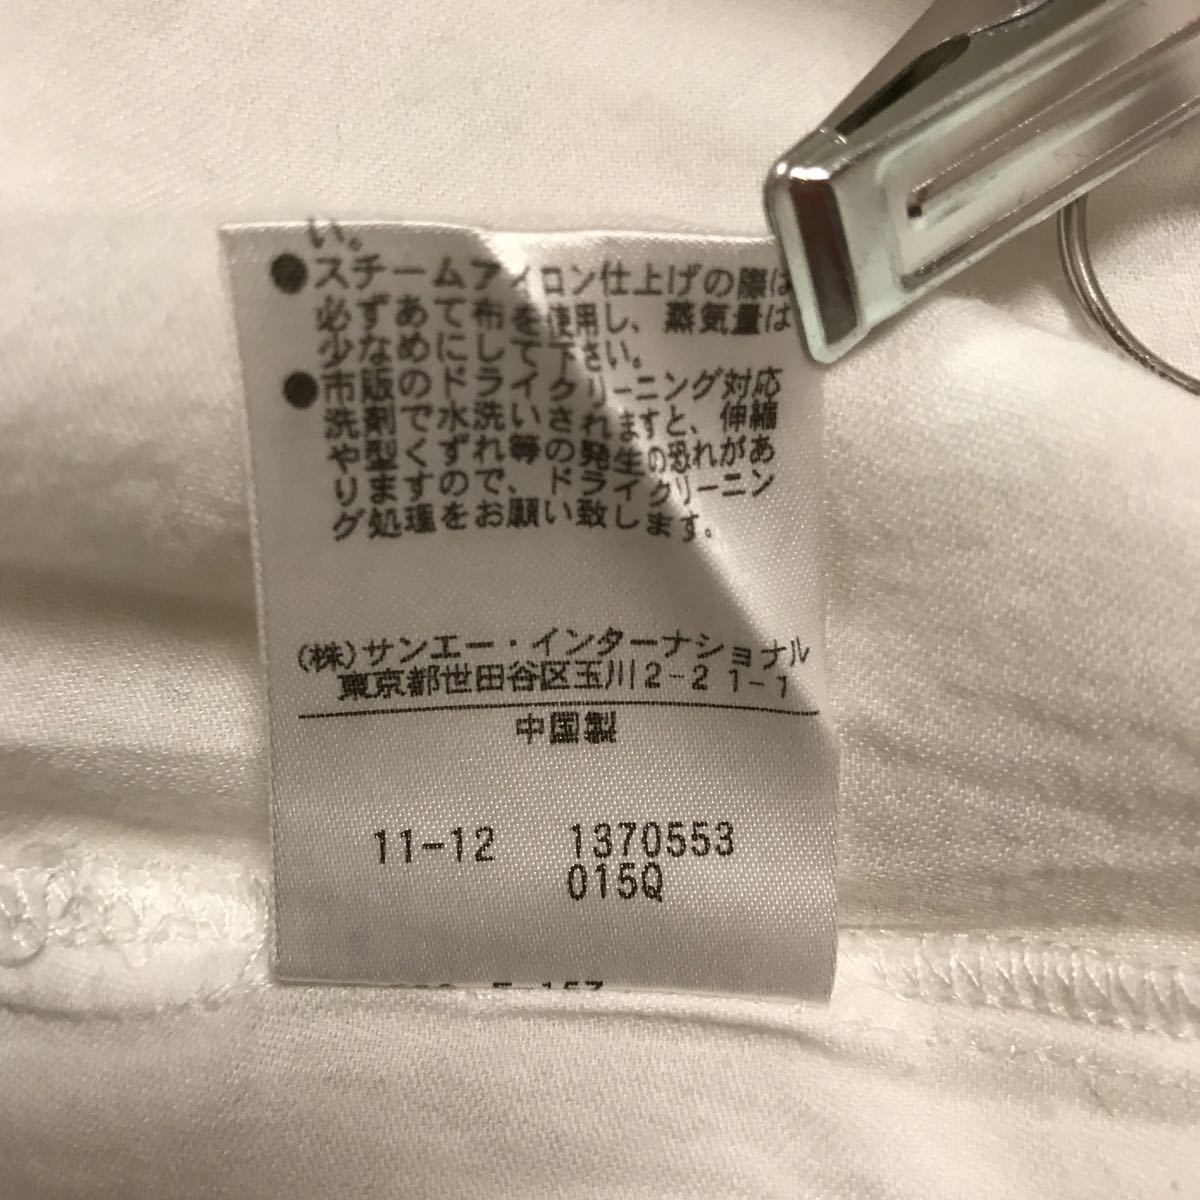 い。
●スチームアイロン仕上げの際は
必ずあて布を使用し、蒸気量は
少なめにして下さい。
●市販のドライクリーニング対応
洗剤で水洗いされますと、伸縮
や型くずれ等の発生の恐れがあ
りますので、ドライクリーニン
グ処理をお願い致します。
(株)サンエー・インターナショナル
東京都世田谷区玉川2-21-1
中国製
11-12 1370553
015Q